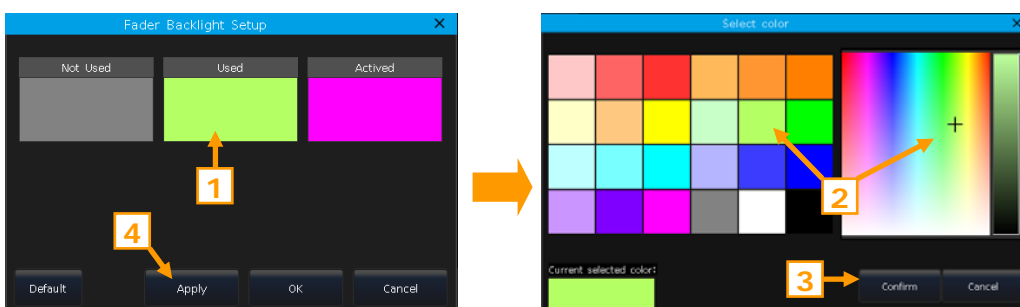 Fader Backlight Setup ×
Not Used Used Actived
1
4
Default Apply OK Cancel
Select color ×
2
Current selected color:
3
Confirm Cancel